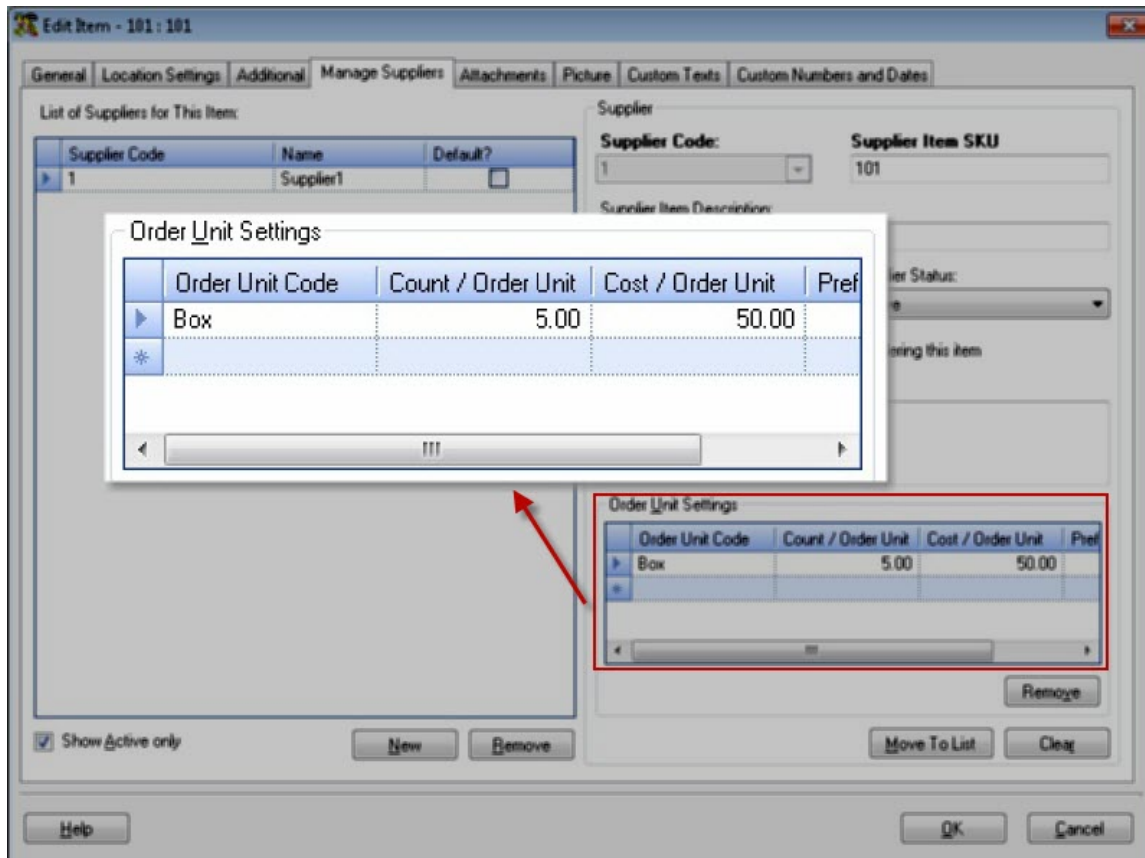 Edit Item - 101 : 101
General Location Settings Additional Manage Suppliers Attachments Picture Custom Texts Custom Numbers and Dates
List of Suppliers for This Item:
Supplier Code Name Default?
1 Supplier1
Supplier
Supplier Code: Supplier Item SKU
1 101
Supplier Item Description:
Order Unit Settings
Order Unit Code Count / Order Unit Cost / Order Unit Pref
Box 5.00 50.00
Status:
this item
Order Unit Settings
Order Unit Code Count / Order Unit Cost / Order Unit Pref
Box 5.00 50.00
Remove
Show Active only New Remove Move To List Clear
Help OK Cancel